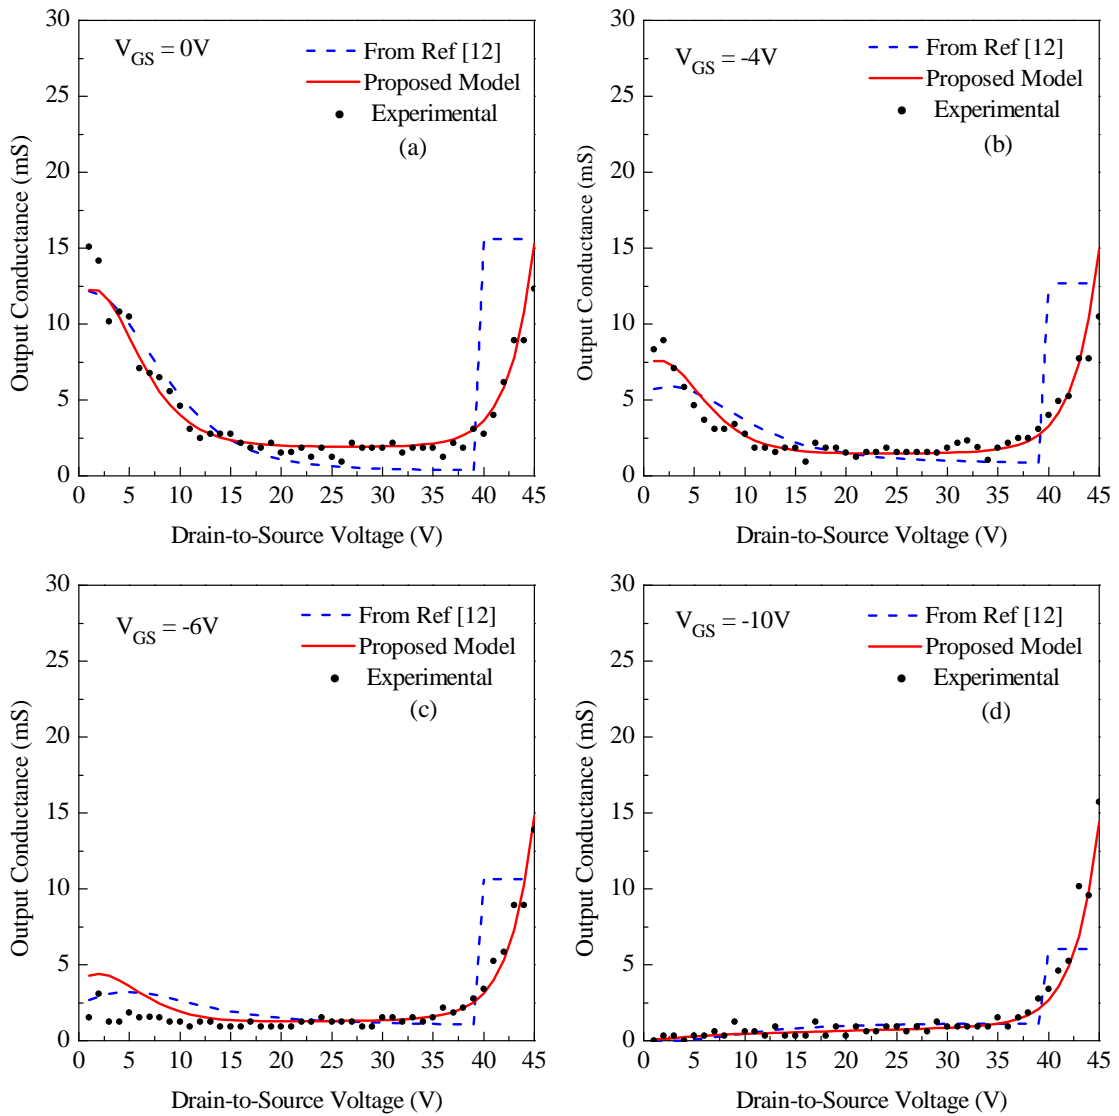 V_GS = 0V
From Ref [12]
Proposed Model
Experimental
(a)
Output Conductance (mS)
30
25
20
15
10
5
0
0 5 10 15 20 25 30 35 40 45
Drain-to-Source Voltage (V)
V_GS = -4V
From Ref [12]
Proposed Model
Experimental
(b)
Output Conductance (mS)
30
25
20
15
10
5
0
0 5 10 15 20 25 30 35 40 45
Drain-to-Source Voltage (V)
V_GS = -6V
From Ref [12]
Proposed Model
Experimental
(c)
Output Conductance (mS)
30
25
20
15
10
5
0
0 5 10 15 20 25 30 35 40 45
Drain-to-Source Voltage (V)
V_GS = -10V
From Ref [12]
Proposed Model
Experimental
(d)
Output Conductance (mS)
30
25
20
15
10
5
0
0 5 10 15 20 25 30 35 40 45
Drain-to-Source Voltage (V)